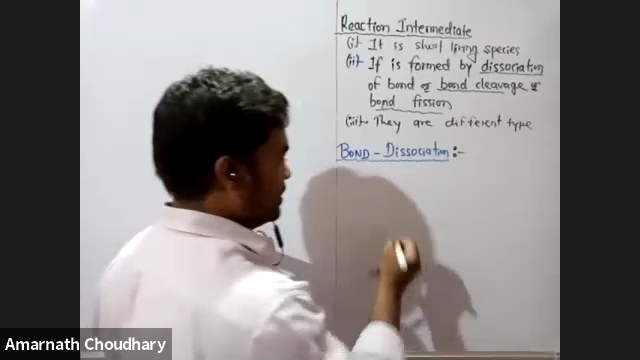 Reaction Intermediate
(i) It is short living species
(ii) If is formed by dissociation
of bond or bond cleavage or
bond fission
(iii) They are different type
BOND - Dissociation :-
Amarnath Choudhary